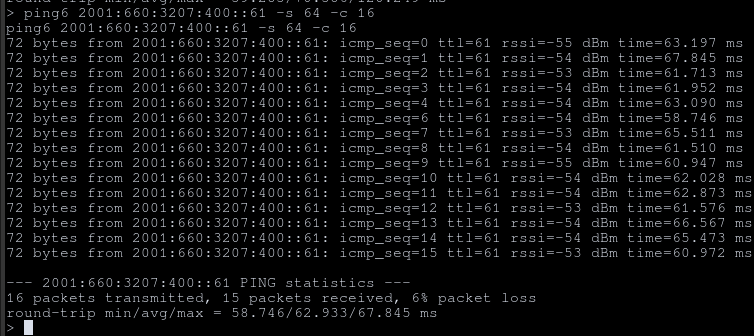 > ping6 2001:660:3207:400::61 -s 64 -c 16
ping6 2001:660:3207:400::61 -s 64 -c 16
72 bytes from 2001:660:3207:400::61: icmp_seq=0 ttl=61 rssi=-55 dBm time=63.197 ms
72 bytes from 2001:660:3207:400::61: icmp_seq=1 ttl=61 rssi=-54 dBm time=67.845 ms
72 bytes from 2001:660:3207:400::61: icmp_seq=2 ttl=61 rssi=-53 dBm time=61.713 ms
72 bytes from 2001:660:3207:400::61: icmp_seq=3 ttl=61 rssi=-54 dBm time=61.952 ms
72 bytes from 2001:660:3207:400::61: icmp_seq=4 ttl=61 rssi=-54 dBm time=63.090 ms
72 bytes from 2001:660:3207:400::61: icmp_seq=6 ttl=61 rssi=-54 dBm time=58.746 ms
72 bytes from 2001:660:3207:400::61: icmp_seq=7 ttl=61 rssi=-53 dBm time=65.511 ms
72 bytes from 2001:660:3207:400::61: icmp_seq=8 ttl=61 rssi=-54 dBm time=61.510 ms
72 bytes from 2001:660:3207:400::61: icmp_seq=9 ttl=61 rssi=-55 dBm time=60.947 ms
72 bytes from 2001:660:3207:400::61: icmp_seq=10 ttl=61 rssi=-54 dBm time=62.028 ms
72 bytes from 2001:660:3207:400::61: icmp_seq=11 ttl=61 rssi=-54 dBm time=62.873 ms
72 bytes from 2001:660:3207:400::61: icmp_seq=12 ttl=61 rssi=-53 dBm time=61.576 ms
72 bytes from 2001:660:3207:400::61: icmp_seq=13 ttl=61 rssi=-54 dBm time=66.567 ms
72 bytes from 2001:660:3207:400::61: icmp_seq=14 ttl=61 rssi=-54 dBm time=65.473 ms
72 bytes from 2001:660:3207:400::61: icmp_seq=15 ttl=61 rssi=-53 dBm time=60.972 ms
--- 2001:660:3207:400::61 PING statistics ---
16 packets transmitted, 15 packets received, 6% packet loss
round-trip min/avg/max = 58.746/62.933/67.845 ms
>